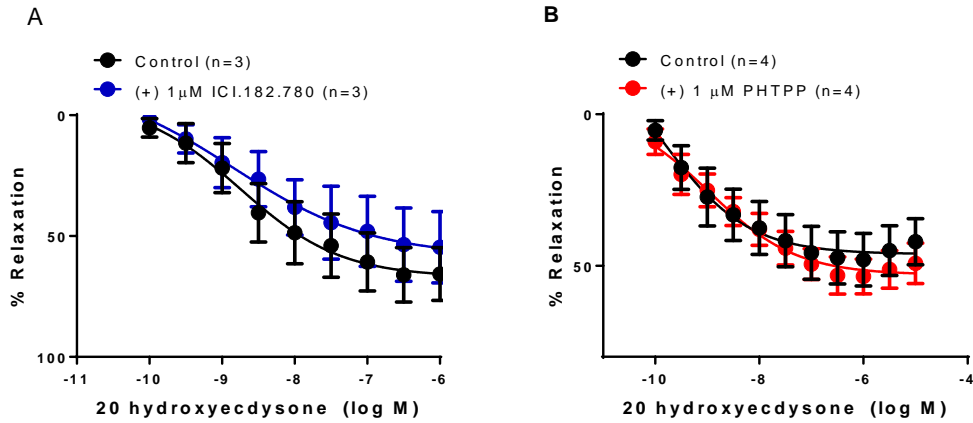 A
Control (n=3)
(+) 1μM ICI.182.780 (n=3)
0
50
100
% Relaxation
-11 -10 -9 -8 -7 -6
20 hydroxyecdysone (log M)
B
Control (n=4)
(+) 1 μM PHTPP (n=4)
0
50
% Relaxation
-10 -8 -6 -4
20 hydroxyecdysone (log M)